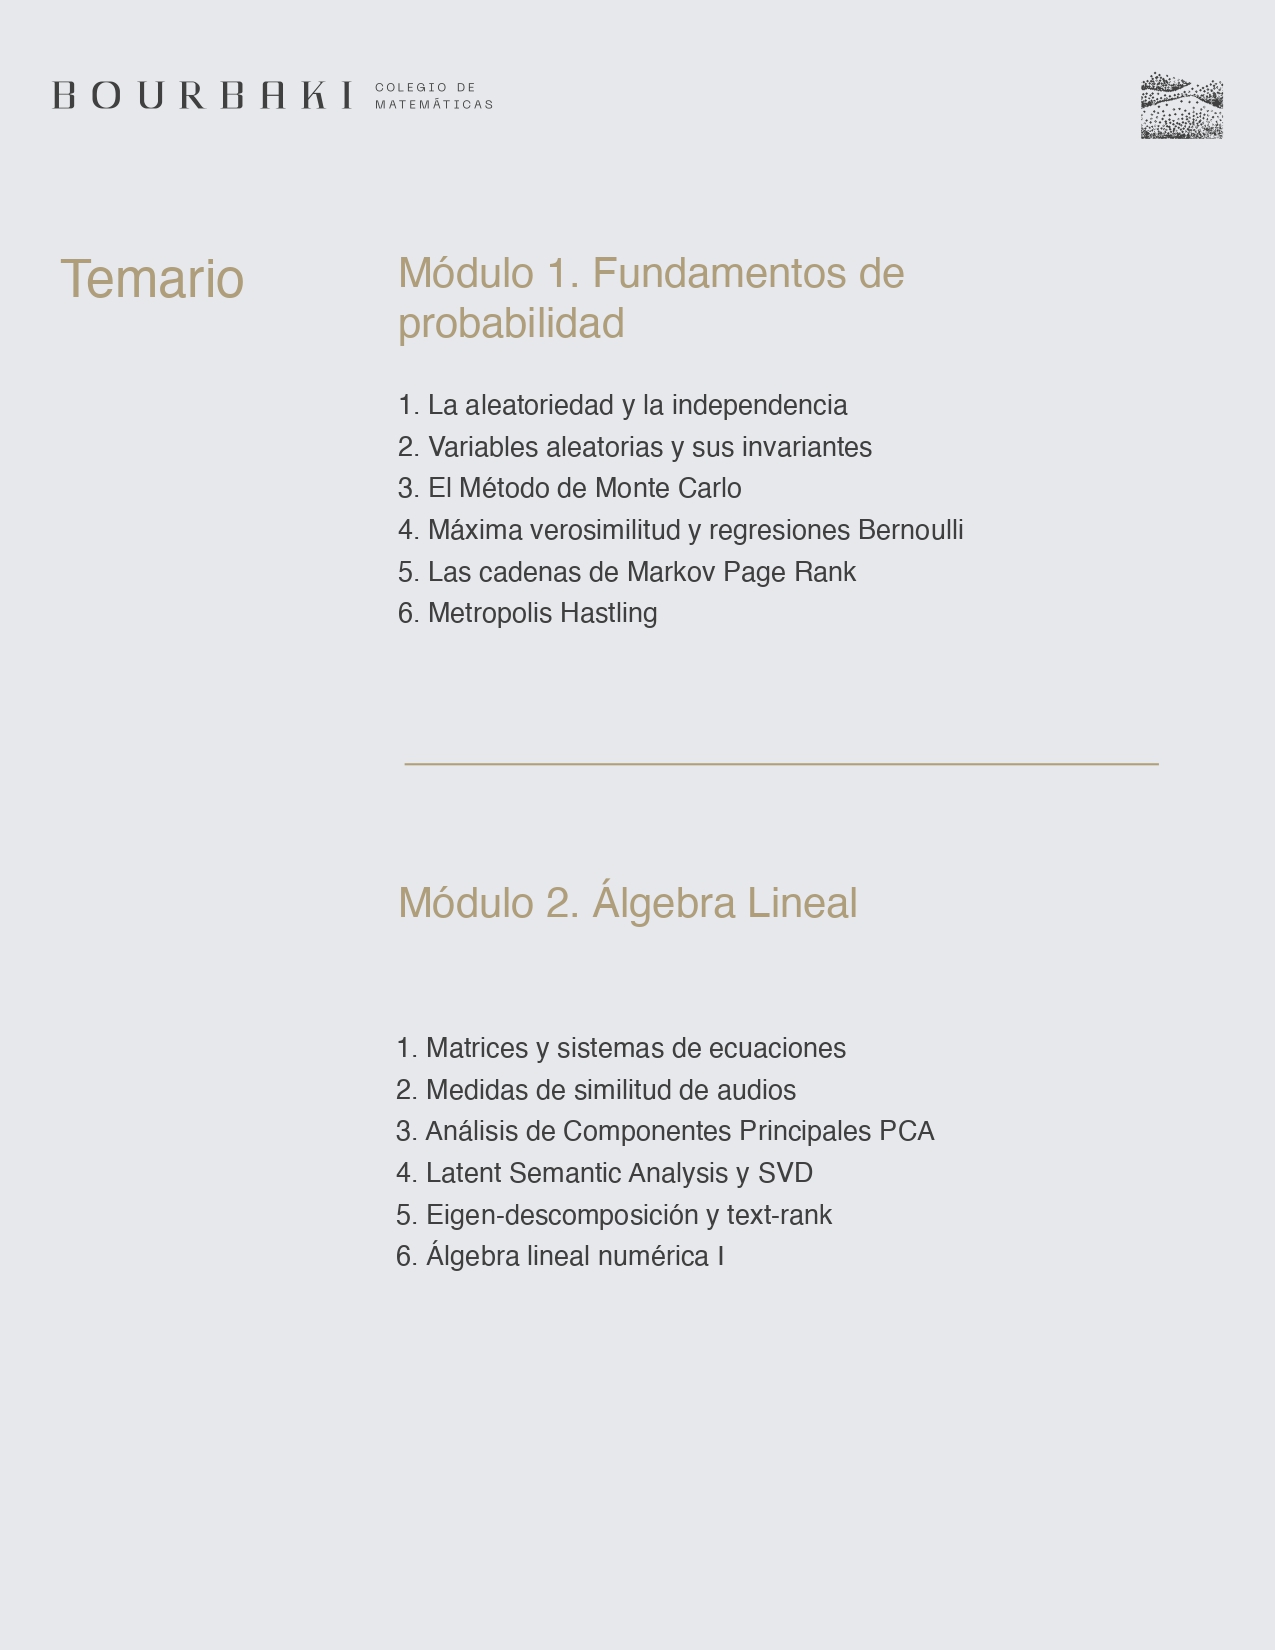 BOURBAKI
COLEGIO DE
MATEMÁTICAS
Temario
Módulo 1. Fundamentos de
probabilidad
1. La aleatoriedad y la independencia
2. Variables aleatorias y sus invariantes
3. El Método de Monte Carlo
4. Máxima verosimilitud y regresiones Bernoulli
5. Las cadenas de Markov Page Rank
6. Metropolis Hastling
Módulo 2. Álgebra Lineal
1. Matrices y sistemas de ecuaciones
2. Medidas de similitud de audios
3. Análisis de Componentes Principales PCA
4. Latent Semantic Analysis y SVD
5. Eigen-descomposición y text-rank
6. Álgebra lineal numérica I